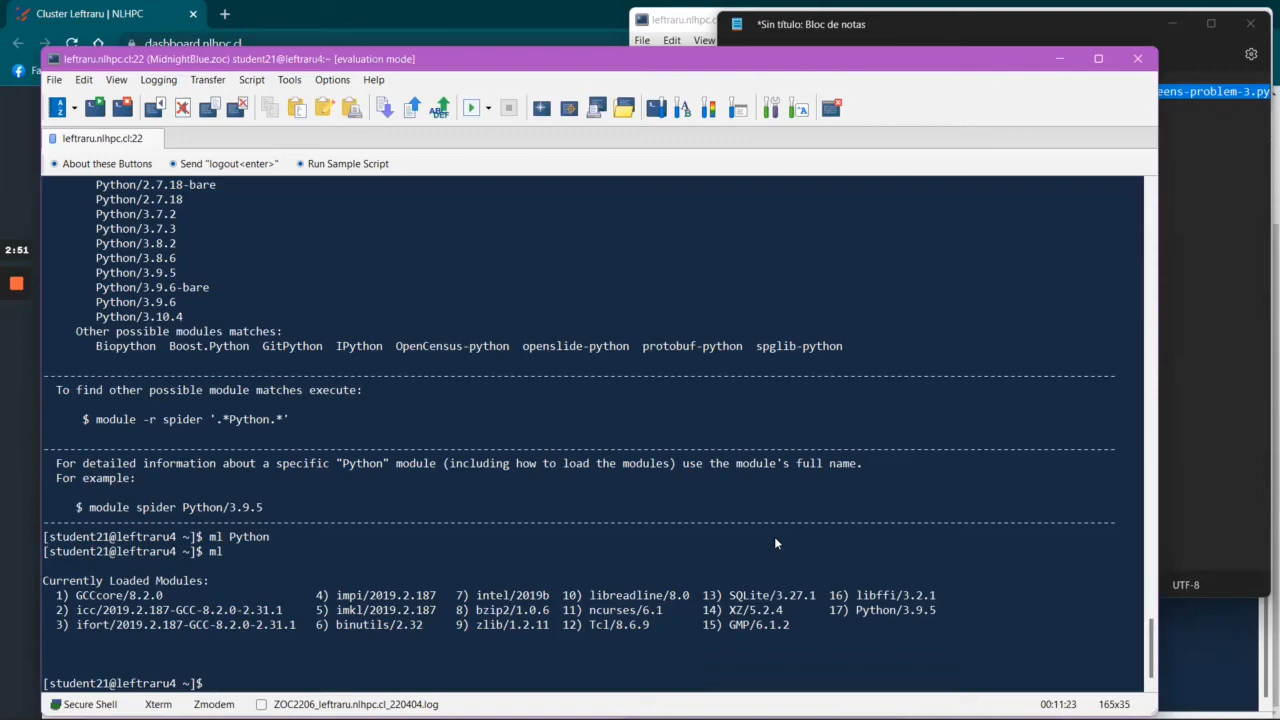 Cluster Leftraru | NLHPC
dashboard.nlhpc.cl
leftraru.nlhpc.c
File Edit View
*Sin título: Bloc de notas
eens-problem-3.py
UTF-8
Fa
2:51
leftraru.nlhpc.cl:22 (MidnightBlue.zoc) student21@leftraru4:~ [evaluation mode]
File Edit View Logging Transfer Script Tools Options Help
leftraru.nlhpc.cl:22
About these Buttons Send "logout<enter>" Run Sample Script
Python/2.7.18-bare
Python/2.7.18
Python/3.7.2
Python/3.7.3
Python/3.8.2
Python/3.8.6
Python/3.9.5
Python/3.9.6-bare
Python/3.9.6
Python/3.10.4
Other possible modules matches:
Biopython Boost.Python GitPython IPython OpenCensus-python openslide-python protobuf-python spglib-python
To find other possible module matches execute:
$ module -r spider '.*Python.*'
For detailed information about a specific "Python" module (including how to load the modules) use the module's full name.
For example:
$ module spider Python/3.9.5
[student21@leftraru4 ~]$ ml Python
[student21@leftraru4 ~]$ ml
Currently Loaded Modules:
1) GCCcore/8.2.0 4) impi/2019.2.187 7) intel/2019b 10) libreadline/8.0 13) SQLite/3.27.1 16) libffi/3.2.1
2) icc/2019.2.187-GCC-8.2.0-2.31.1 5) imkl/2019.2.187 8) bzip2/1.0.6 11) ncurses/6.1 14) XZ/5.2.4 17) Python/3.9.5
3) ifort/2019.2.187-GCC-8.2.0-2.31.1 6) binutils/2.32 9) zlib/1.2.11 12) Tcl/8.6.9 15) GMP/6.1.2
[student21@leftraru4 ~]$
Secure Shell Xterm Zmodem ZOC2206_leftraru.nlhpc.cl_220404.log 00:11:23 165x35